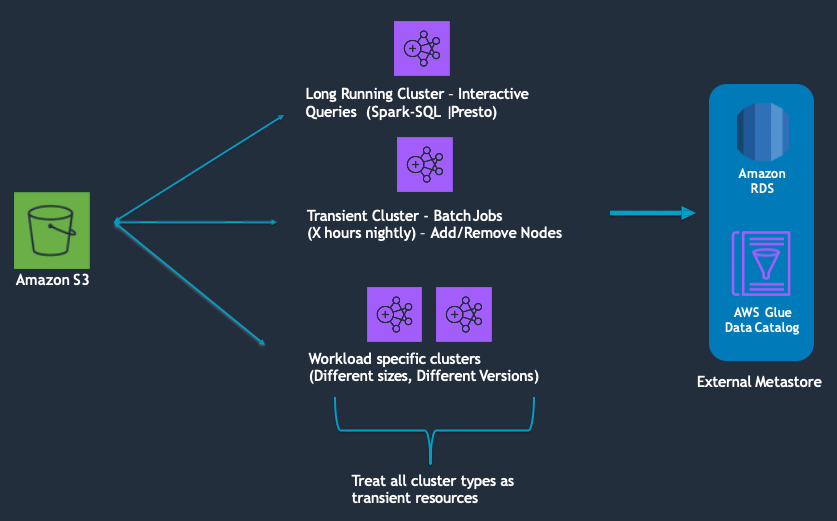 Long Running Cluster – Interactive
Queries (Spark-SQL |Presto)
Transient Cluster – Batch Jobs
(X hours nightly) – Add/Remove Nodes
Amazon S3
Workload specific clusters
(Different sizes, Different Versions)
Treat all cluster types as
transient resources
Amazon
RDS
AWS Glue
Data Catalog
External Metastore